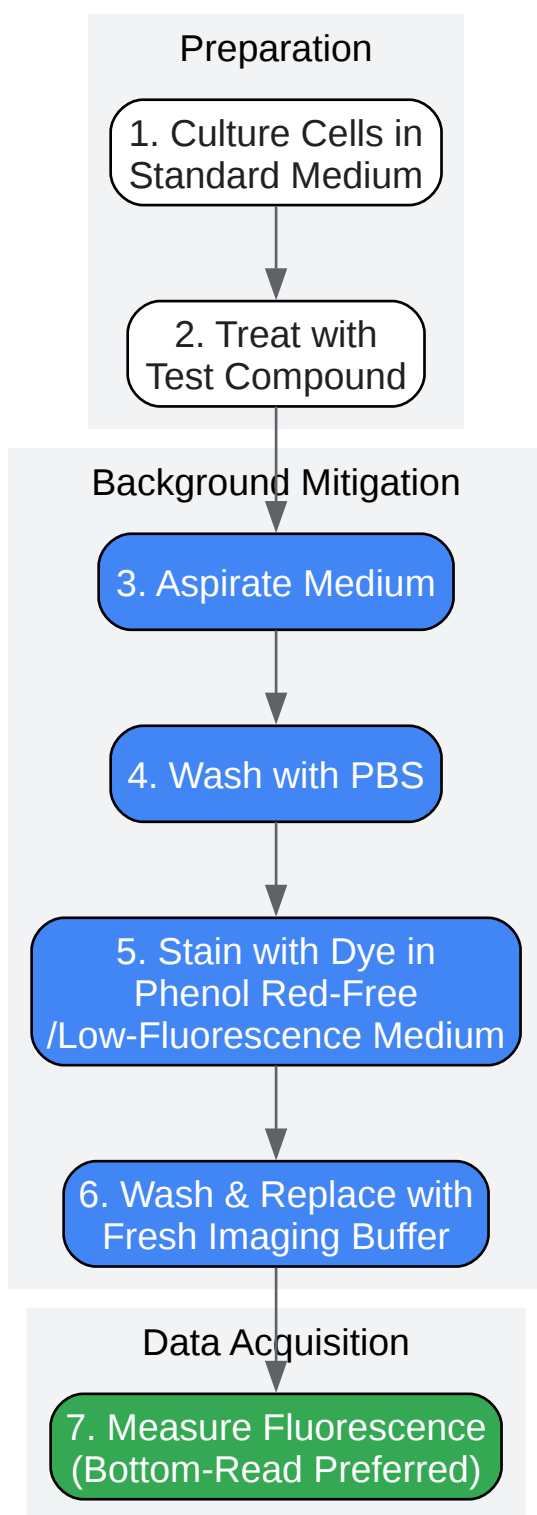 Preparation
1. Culture Cells in
Standard Medium
2. Treat with
Test Compound
Background Mitigation
3. Aspirate Medium
4. Wash with PBS
5. Stain with Dye in
Phenol Red-Free
/Low-Fluorescence Medium
6. Wash & Replace with
Fresh Imaging Buffer
Data Acquisition
7. Measure Fluorescence
(Bottom-Read Preferred)